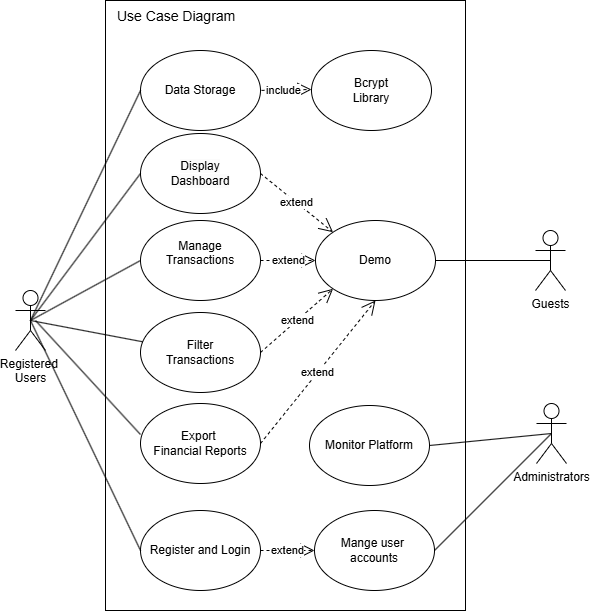 Use Case Diagram
Data Storage
include
Bcrypt
Library
Display
Dashboard
extend
Manage
Transactions
extend
Demo
Guests
Registered
Users
extend
Filter
Transactions
extend
Export
Financial Reports
Monitor Platform
Administrators
Register and Login
extend
Mange user
accounts